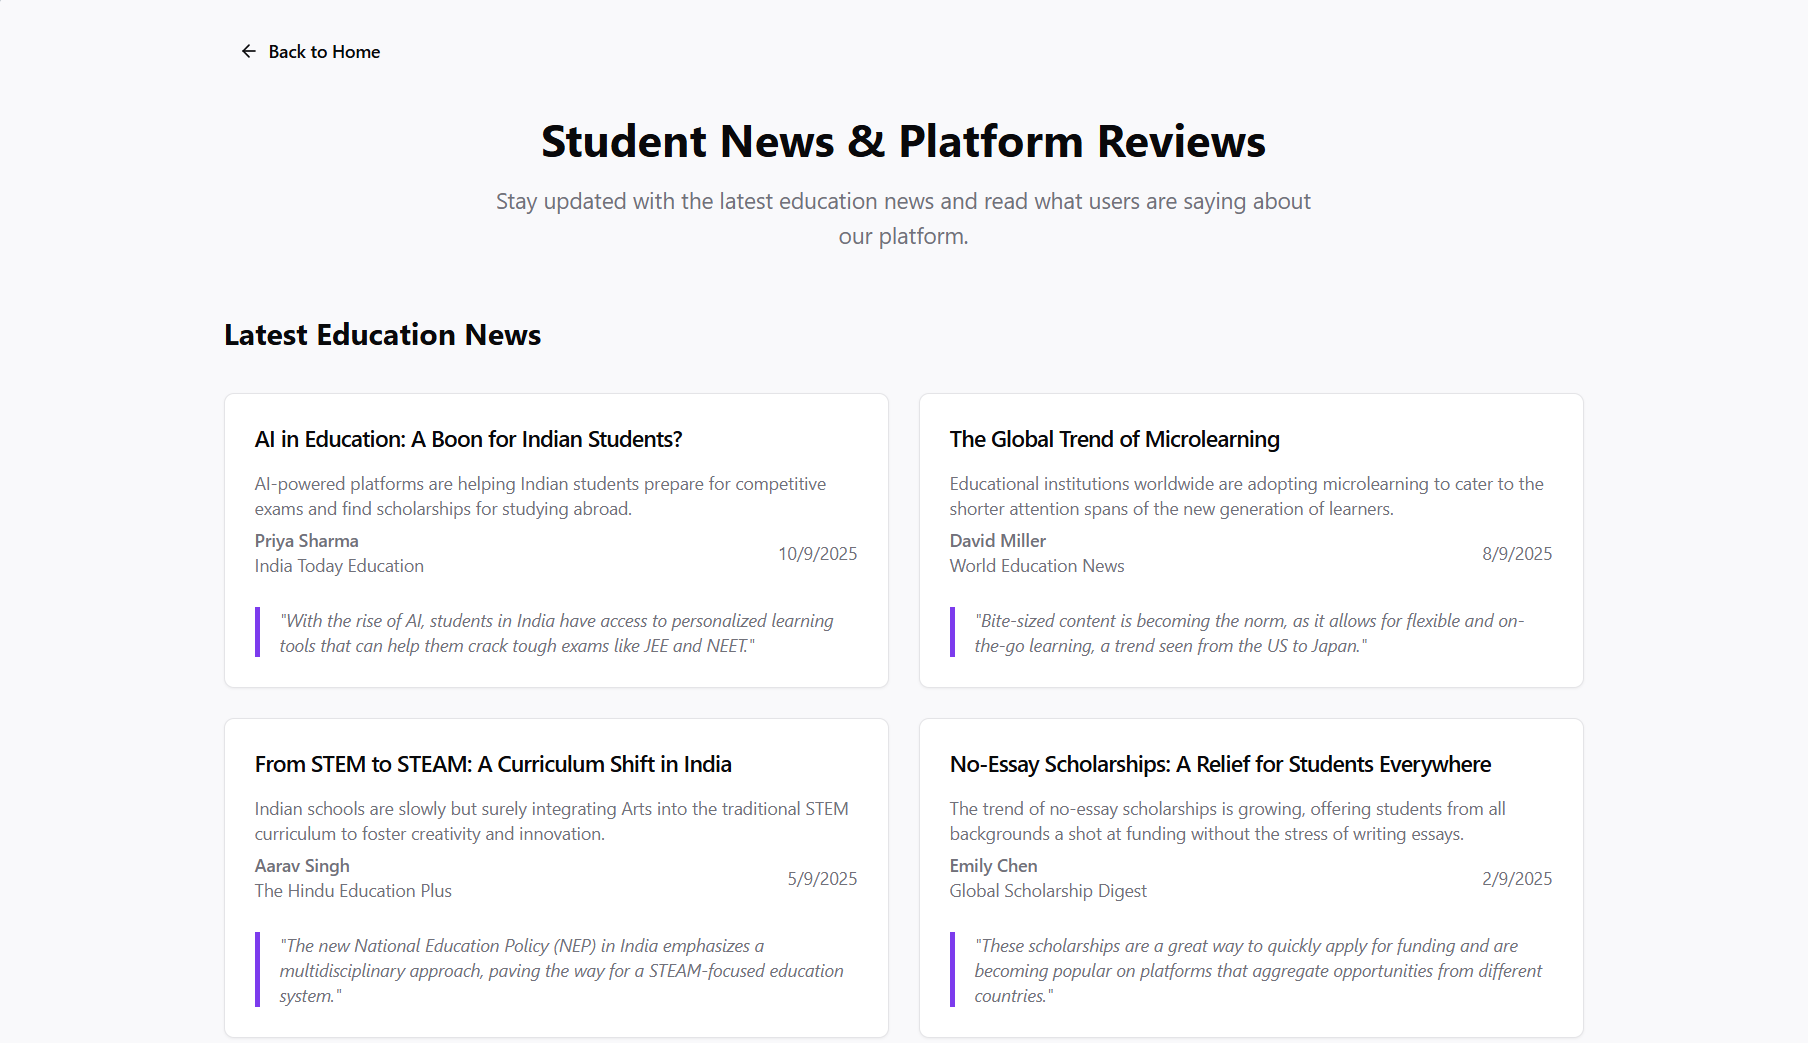 Back to Home
Student News & Platform Reviews
Stay updated with the latest education news and read what users are saying about
our platform.
Latest Education News
AI in Education: A Boon for Indian Students?
AI-powered platforms are helping Indian students prepare for competitive
exams and find scholarships for studying abroad.
Priya Sharma
India Today Education
10/9/2025
"With the rise of AI, students in India have access to personalized learning
tools that can help them crack tough exams like JEE and NEET."
The Global Trend of Microlearning
Educational institutions worldwide are adopting microlearning to cater to the
shorter attention spans of the new generation of learners.
David Miller
World Education News
8/9/2025
"Bite-sized content is becoming the norm, as it allows for flexible and on-
the-go learning, a trend seen from the US to Japan."
From STEM to STEAM: A Curriculum Shift in India
Indian schools are slowly but surely integrating Arts into the traditional STEM
curriculum to foster creativity and innovation.
Aarav Singh
The Hindu Education Plus
5/9/2025
"The new National Education Policy (NEP) in India emphasizes a
multidisciplinary approach, paving the way for a STEAM-focused education
system."
No-Essay Scholarships: A Relief for Students Everywhere
The trend of no-essay scholarships is growing, offering students from all
backgrounds a shot at funding without the stress of writing essays.
Emily Chen
Global Scholarship Digest
2/9/2025
"These scholarships are a great way to quickly apply for funding and are
becoming popular on platforms that aggregate opportunities from different
countries."